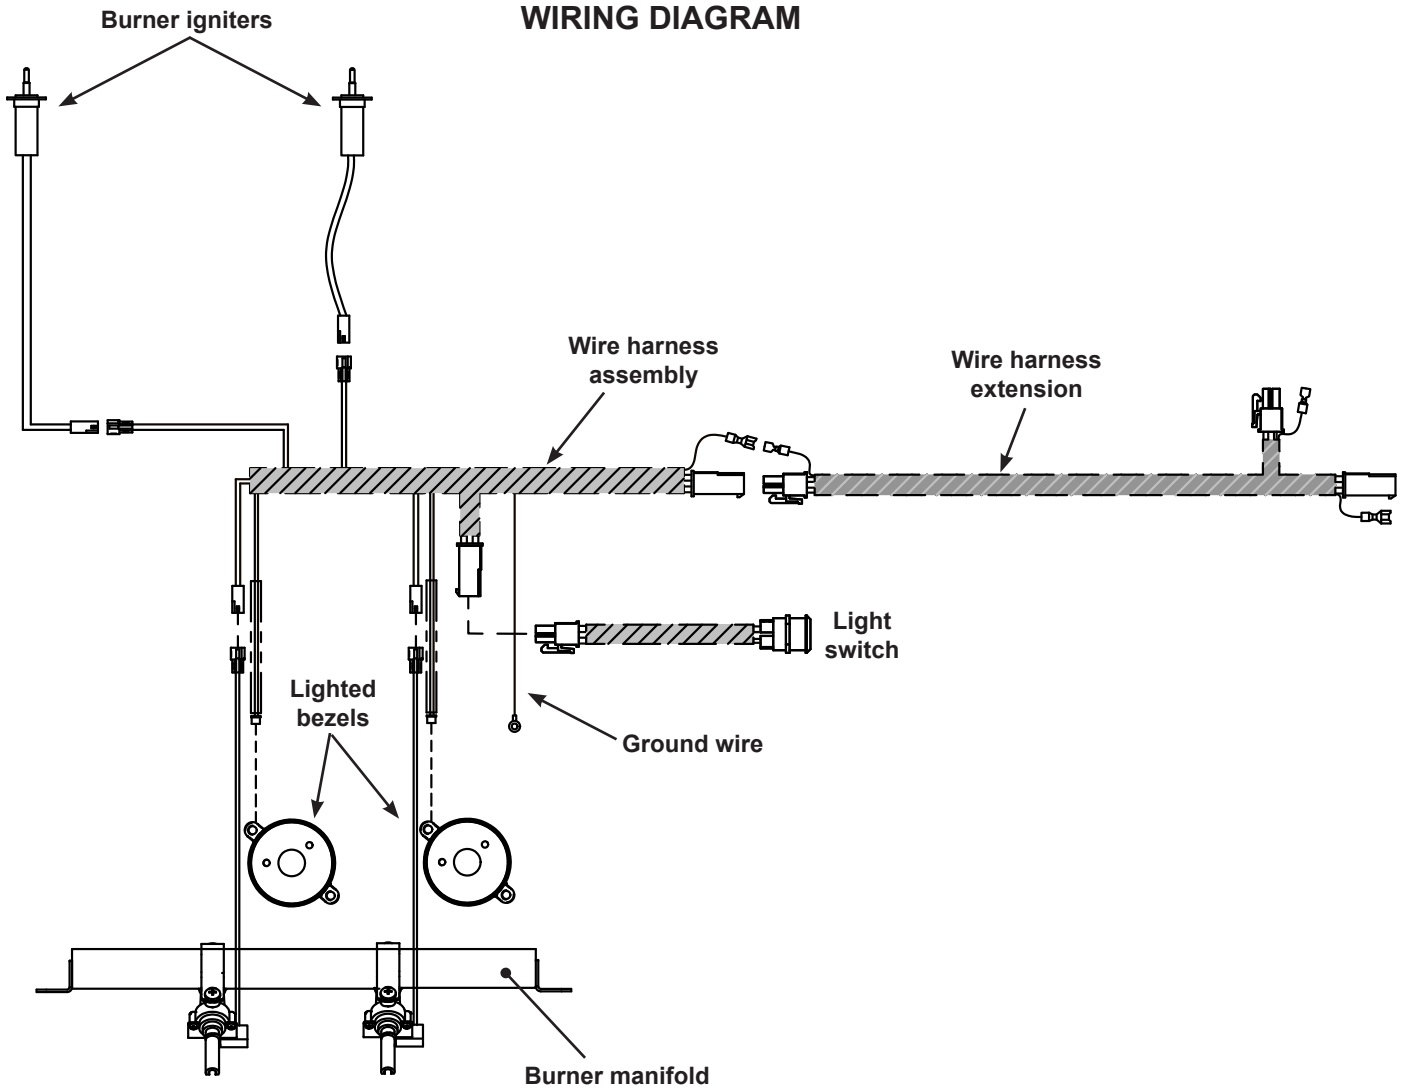 WIRING DIAGRAM
Burner igniters
Wire harness
assembly
Wire harness
extension
Light
switch
Lighted
bezels
Ground wire
Burner manifold